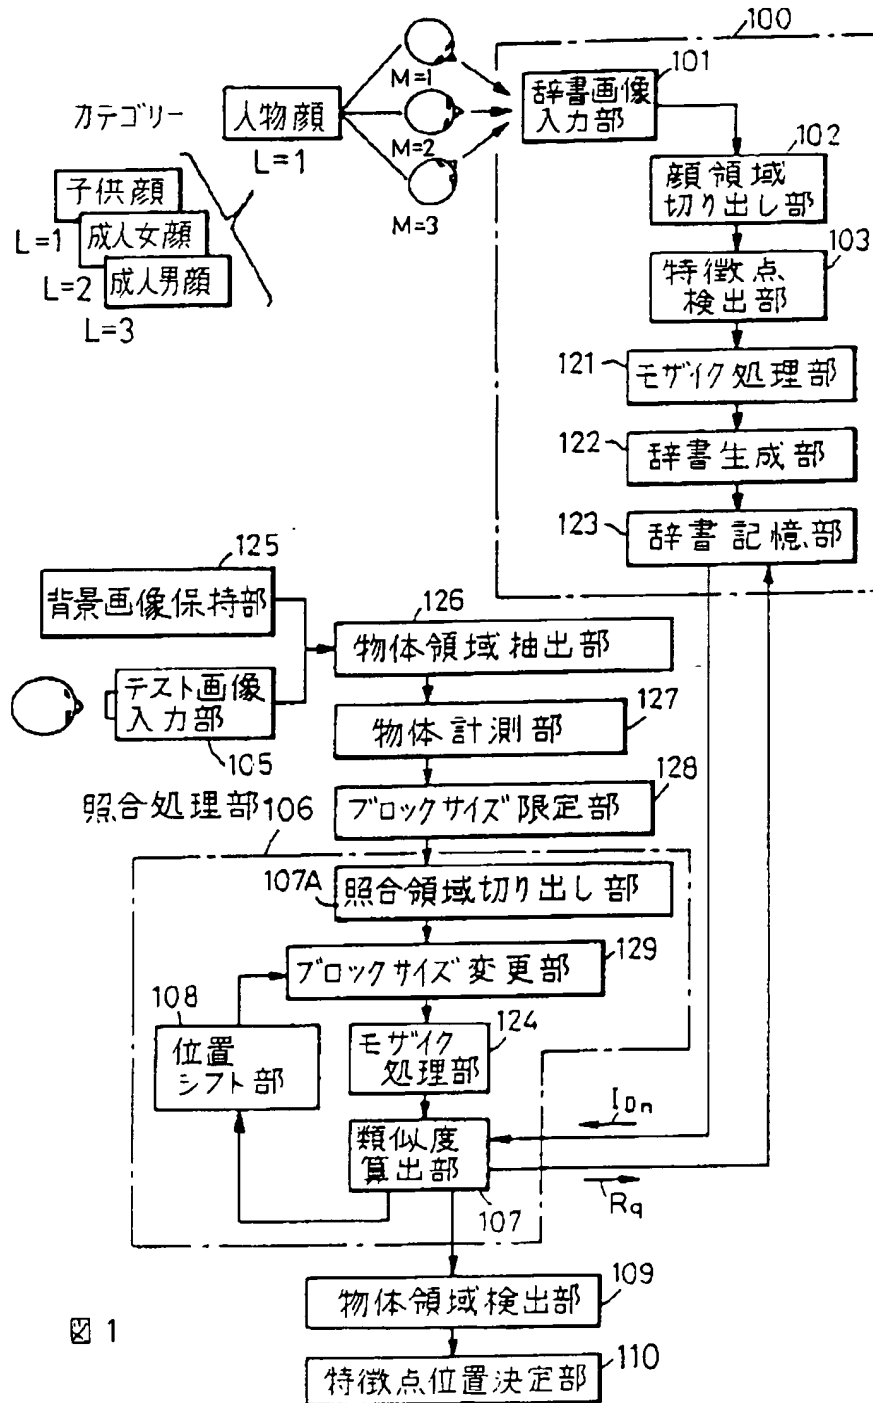 100
M=1
101
辞書画像
入力部
カテゴリー
人物顔
L=1
M=2
M=3
子供顔
L=1
成人女顔
L=2
成人男顔
L=3
102
顔領域
切り出し部
103
特徴点
検出部
121
モザイク処理部
122
辞書生成部
123
辞書記憶部
125
背景画像保持部
126
物体領域抽出部
テスト画像
入力部
105
127
物体計測部
128
ブロックサイズ限定部
照合処理部
106
107A
照合領域切り出し部
129
ブロックサイズ変更部
108
位置
シフト部
124
モザイク
処理部
IDn
類似度
算出部
107
Rq
109
物体領域検出部
図1
110
特徴点位置決定部